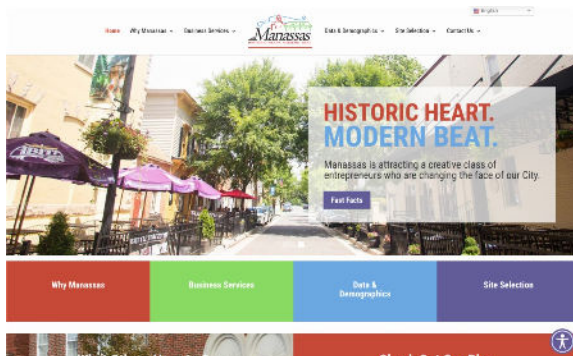 English
Home
Why Manassas
Business Services
Manassas
Data & Demographics
Site Selection
Contact Us
HISTORIC HEART.
MODERN BEAT.
Manassas is attracting a creative class of
entrepreneurs who are changing the face of our City.
Fast Facts
Why Manassas
Business Services
Data &
Demographics
Site Selection